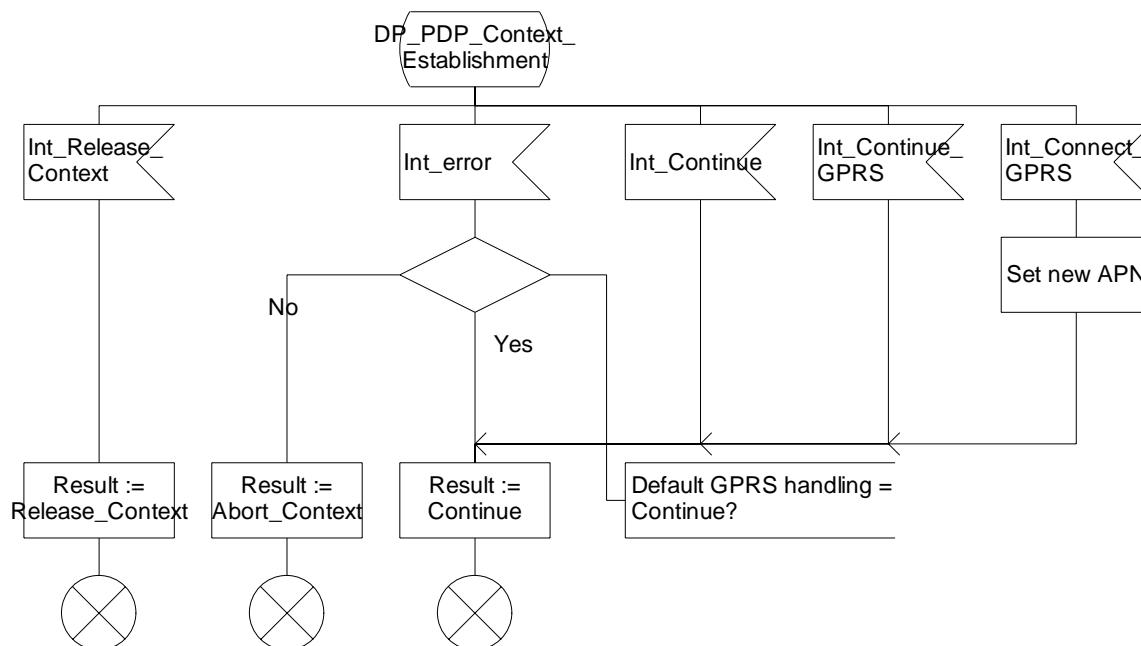 DP_PDP_Context_
Establishment
Int_Release_
Context
Int_error
Int_Continue
Int_Continue_
GPRS
Int_Connect_
GPRS
Set new APN
No
Yes
Result :=
Release_Context
Result :=
Abort_Context
Result :=
Continue
Default GPRS handling =
Continue?